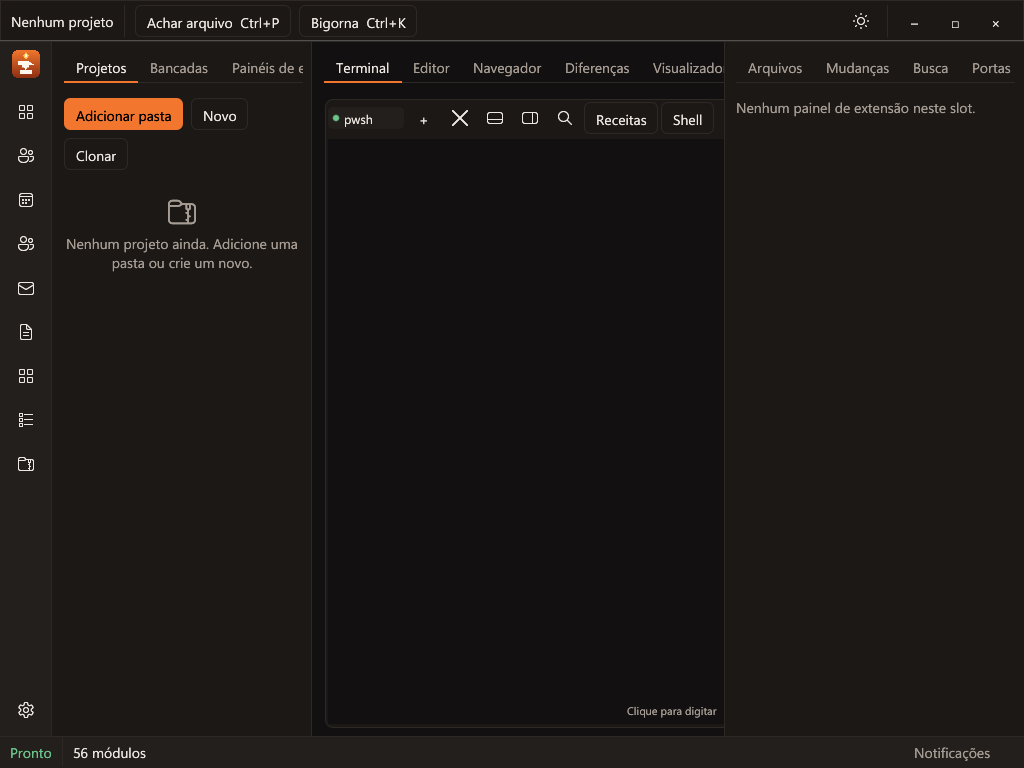 Nenhum projeto
Achar arquivo Ctrl+P
Bigorna Ctrl+K
Projetos
Bancadas
Painéis de e
Adicionar pasta
Novo
Clonar
Nenhum projeto ainda. Adicione uma
pasta ou crie um novo.
Terminal
Editor
Navegador
Diferenças
Visualizado
pwsh
+
Receitas
Shell
Clique para digitar
Arquivos
Mudanças
Busca
Portas
Nenhum painel de extensão neste slot.
Pronto
56 módulos
Notificações